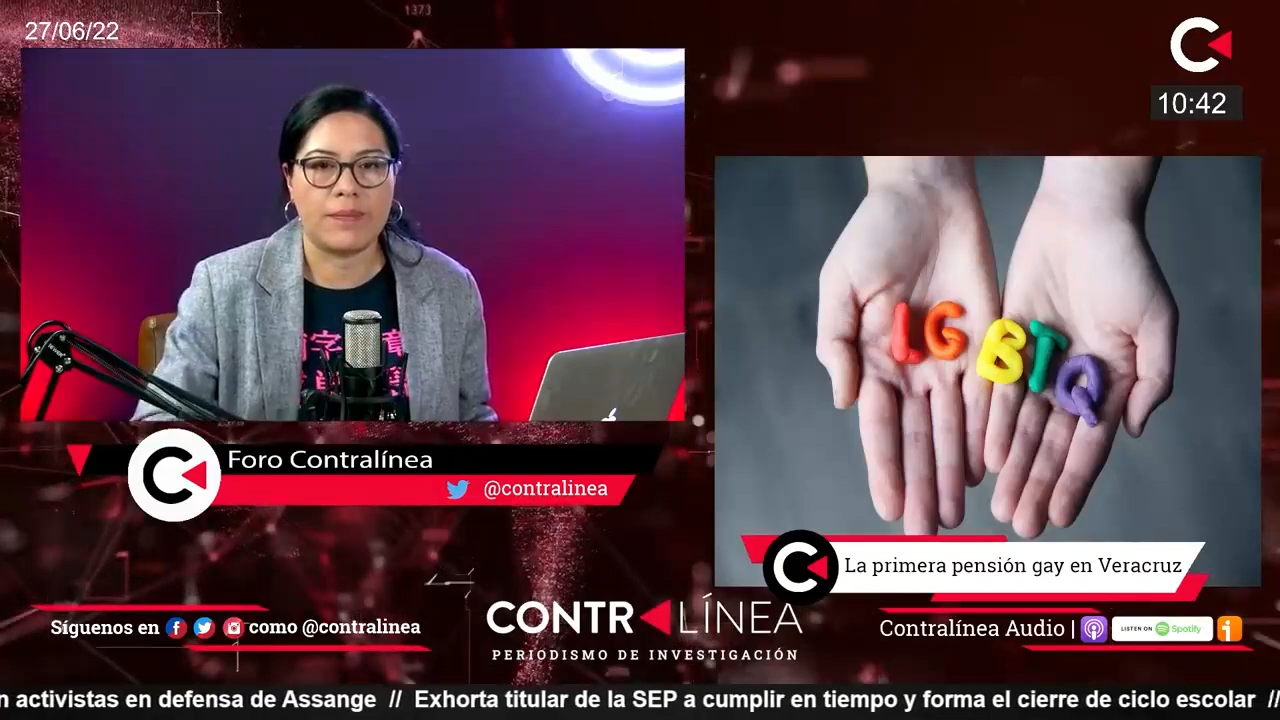 27/06/22
1373
10:42
LGBTQ
Foro Contralínea
@contralinea
La primera pensión gay en Veracruz
Síguenos en como @contralinea
CONTRLÍNEA
PERIODISMO DE INVESTIGACIÓN
Contralínea Audio |
LISTEN ON Spotify
n activistas en defensa de Assange // Exhorta titular de la SEP a cumplir en tiempo y forma el cierre de ciclo escolar //